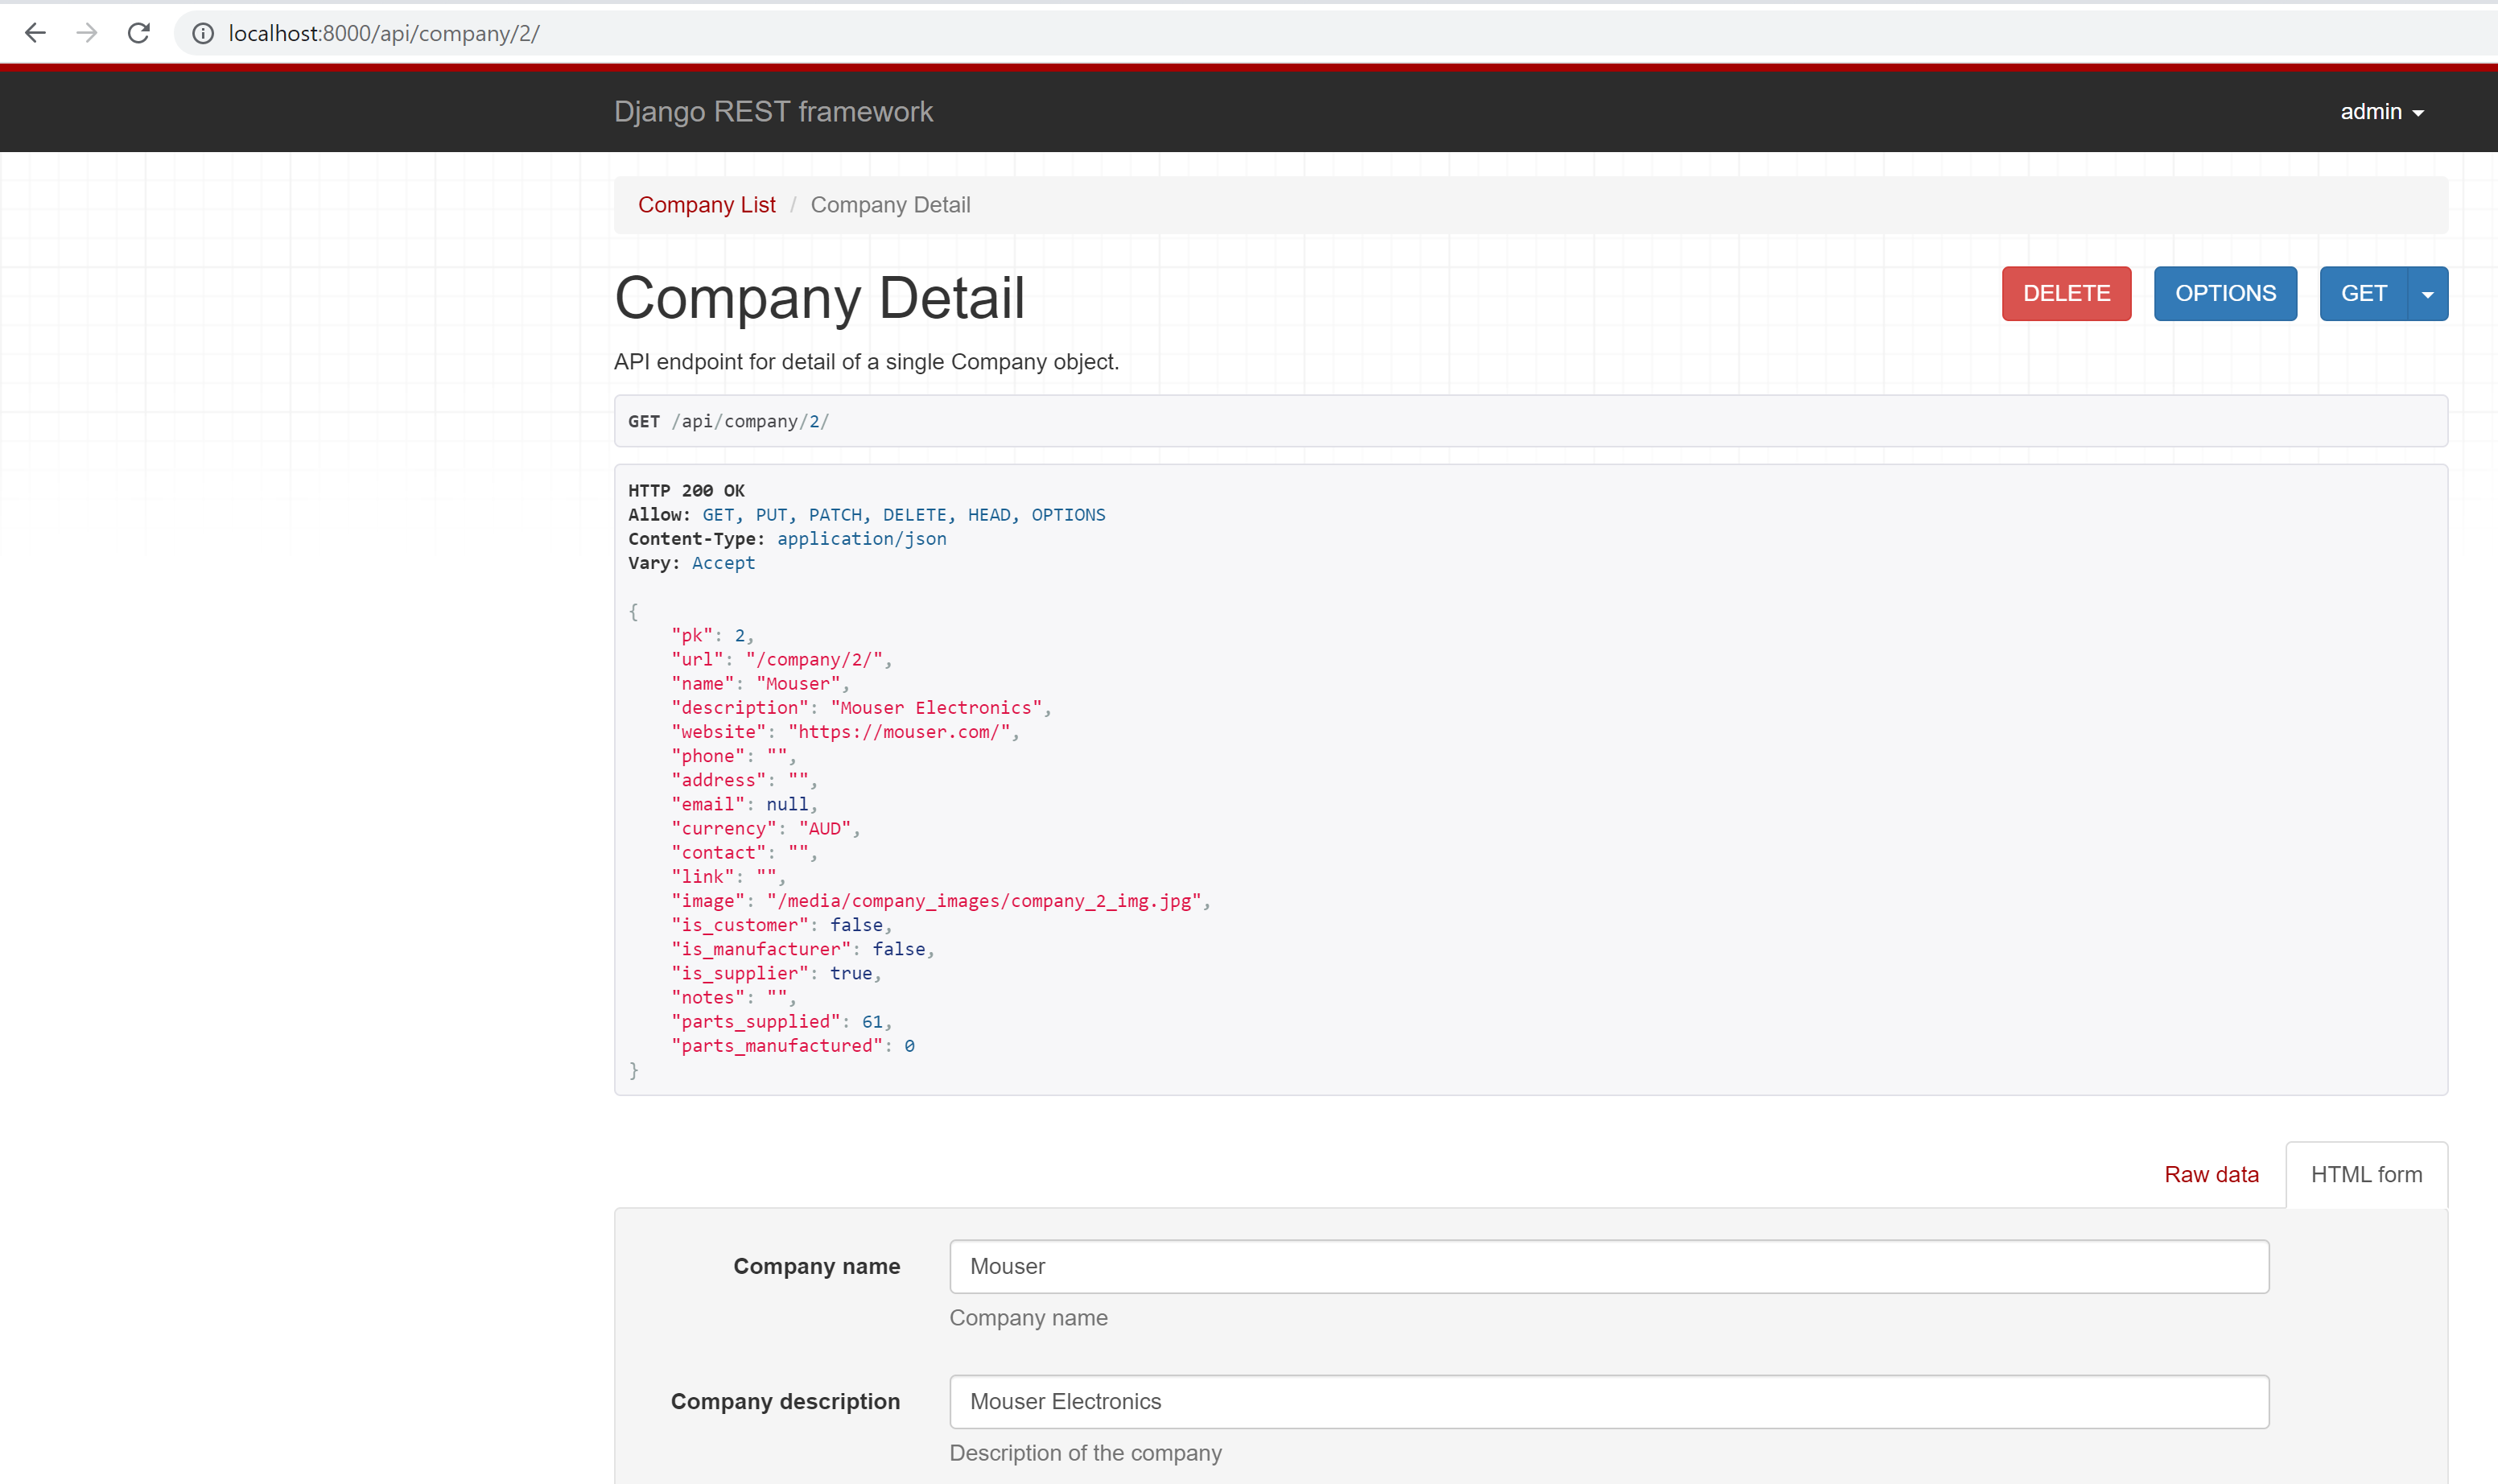 localhost:8000/api/company/2/
Django REST framework
admin
Company List / Company Detail
Company Detail
DELETE
OPTIONS
GET
API endpoint for detail of a single Company object.
GET /api/company/2/
HTTP 200 OK
Allow: GET, PUT, PATCH, DELETE, HEAD, OPTIONS
Content-Type: application/json
Vary: Accept
{
    "pk": 2,
    "url": "/company/2/",
    "name": "Mouser",
    "description": "Mouser Electronics",
    "website": "https://mouser.com/",
    "phone": "",
    "address": "",
    "email": null,
    "currency": "AUD",
    "contact": "",
    "link": "",
    "image": "/media/company_images/company_2_img.jpg",
    "is_customer": false,
    "is_manufacturer": false,
    "is_supplier": true,
    "notes": "",
    "parts_supplied": 61,
    "parts_manufactured": 0
}
Raw data
HTML form
Company name
Mouser
Company name
Company description
Mouser Electronics
Description of the company